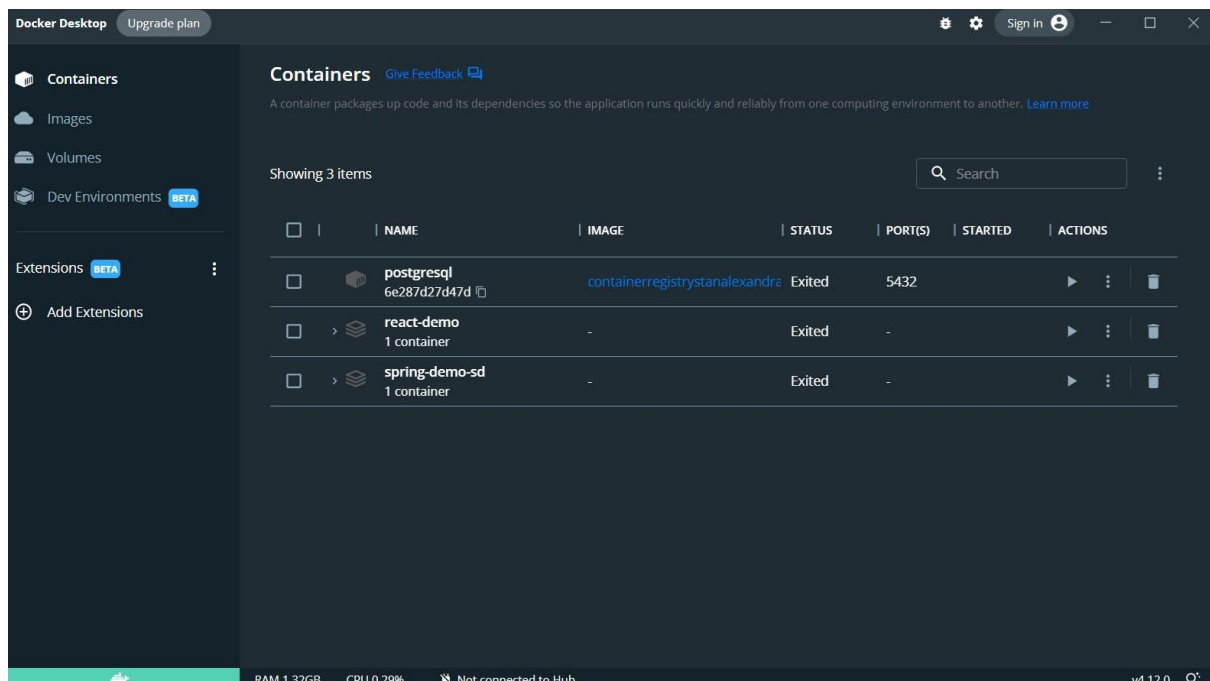 Docker Desktop Upgrade plan Sign in
Containers
Images
Volumes
Dev Environments BETA
Extensions BETA
Add Extensions
Containers Give Feedback
A container packages up code and its dependencies so the application runs quickly and reliably from one computing environment to another. Learn more
Showing 3 items Search
NAME IMAGE STATUS PORT(S) STARTED ACTIONS
postgresql containerregistrystanalexandra Exited 5432
6e287d27d47d
react-demo - Exited -
1 container
spring-demo-sd - Exited -
1 container
RAM 1.32GB CPU 0.29% Not connected to Hub v4.12.0